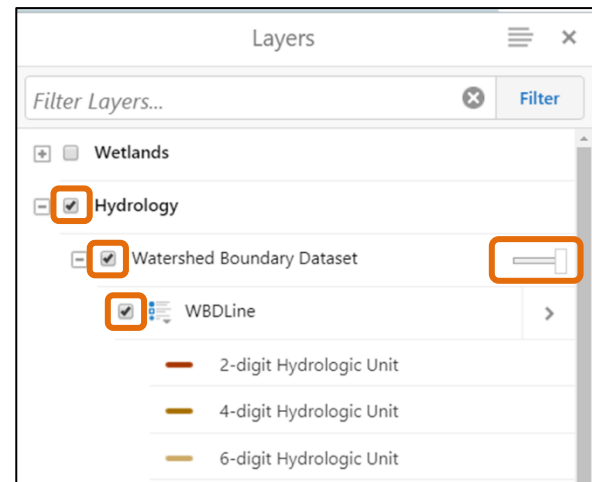 Layers
Filter Layers... Filter
Wetlands
Hydrology
Watershed Boundary Dataset
WBDLine
2-digit Hydrologic Unit
4-digit Hydrologic Unit
6-digit Hydrologic Unit